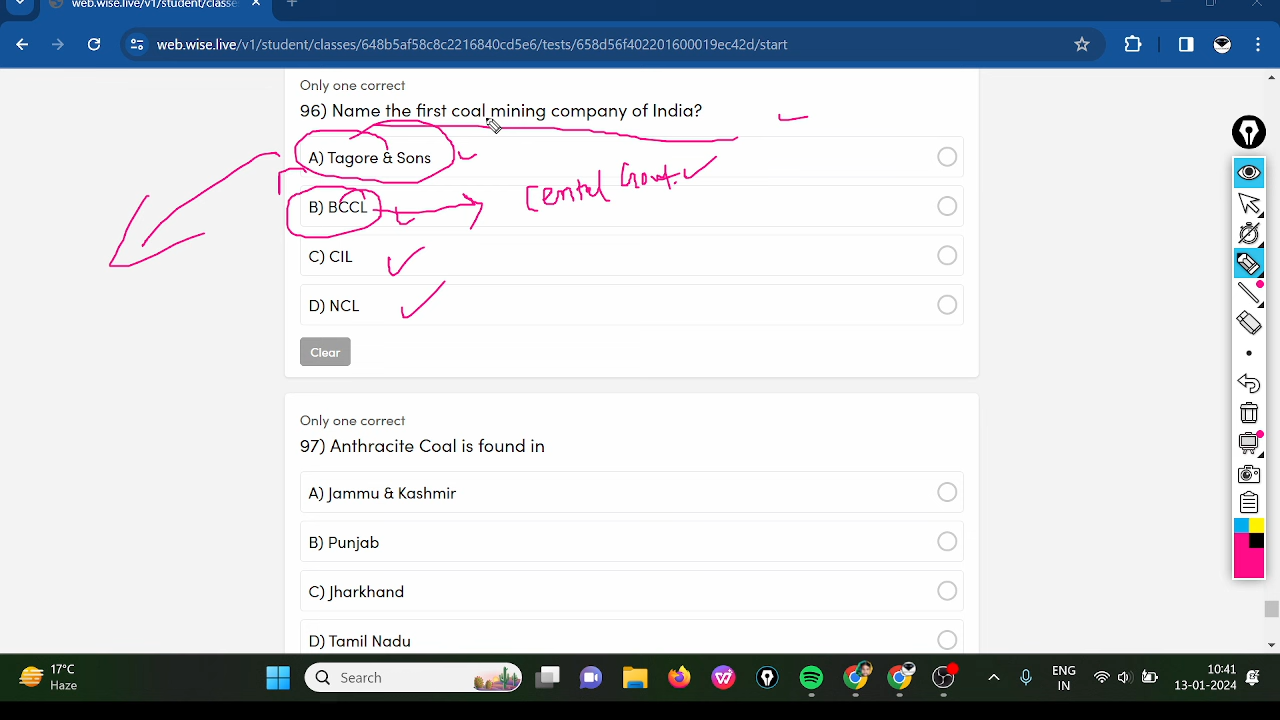 web.wise.live/v1/student/classe
web.wise.live/v1/student/classes/648b5af58c8c2216840cd5e6/tests/658d56f402201600019ec42d/start
Only one correct
96) Name the first coal mining company of India?
A) Tagore & Sons
Central Govt.
B) BCCL
C) CIL
D) NCL
Clear
Only one correct
97) Anthracite Coal is found in
A) Jammu & Kashmir
B) Punjab
C) Jharkhand
D) Tamil Nadu
17°C
Haze
Search
ENG
IN
10:41
13-01-2024